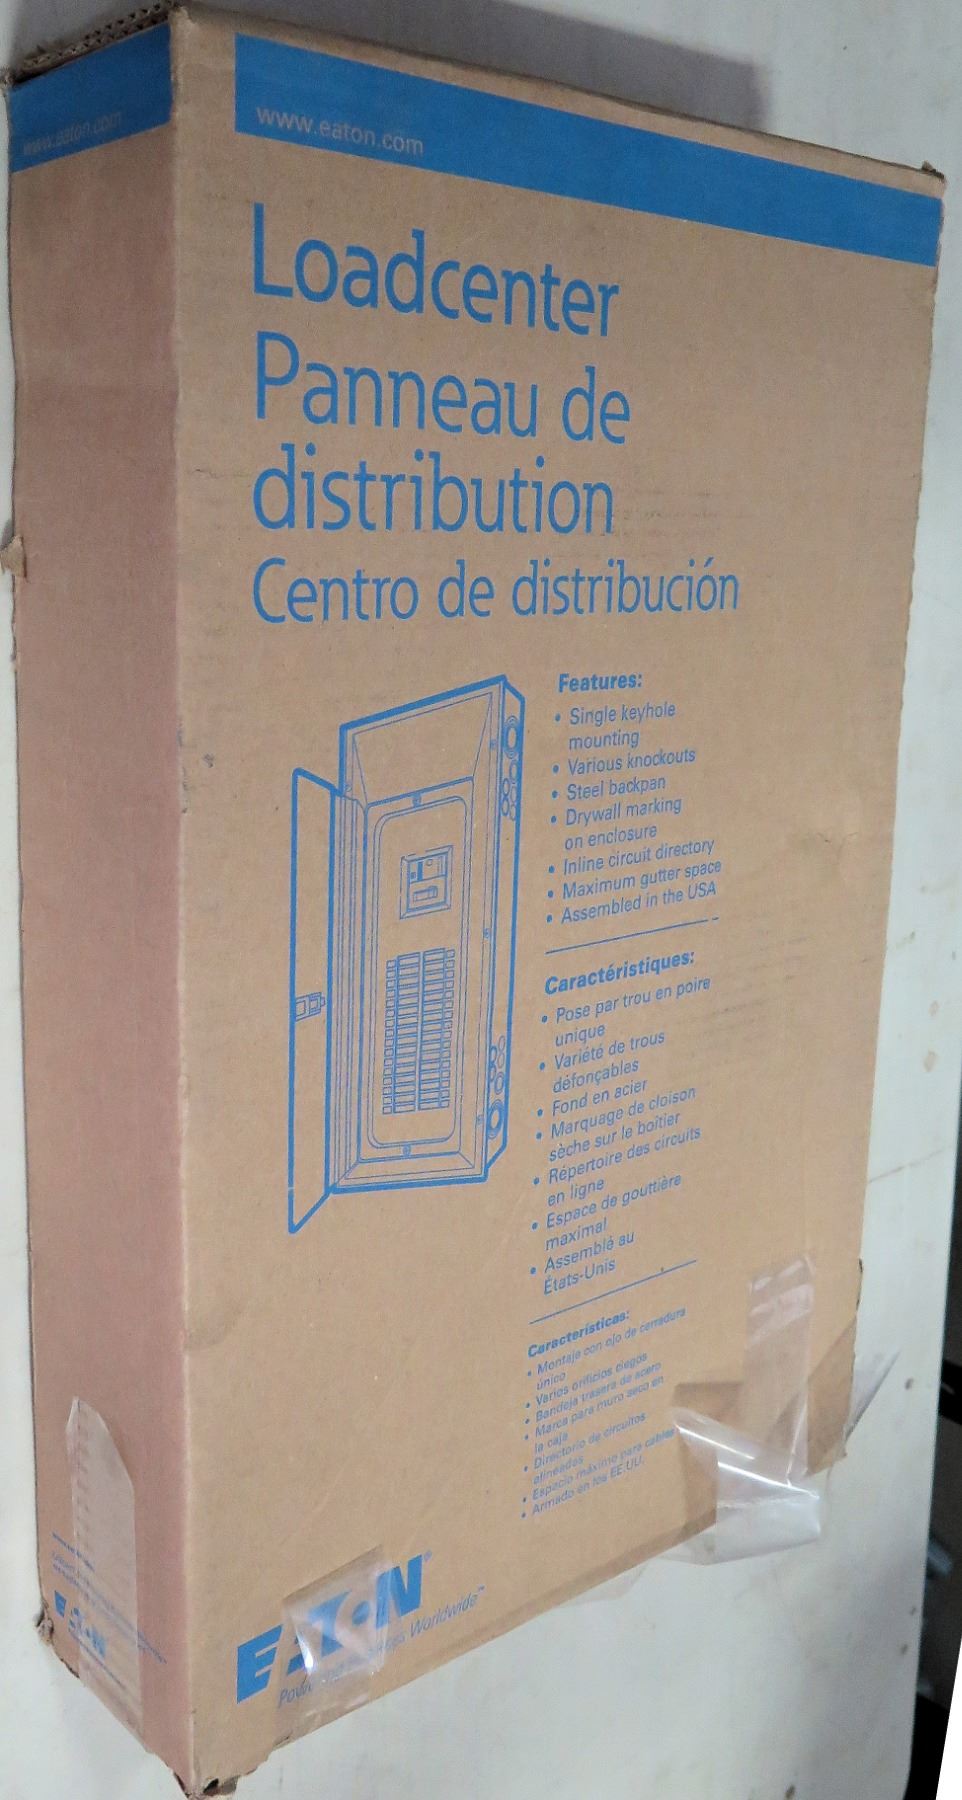 www.eaton.com
www.eaton.com
Loadcenter
Panneau de
distribution
Centro de distribución
Features:
• Single keyhole
mounting
• Various knockouts
• Steel backpan
• Drywall marking
on enclosure
• Inline circuit directory
• Maximum gutter space
• Assembled in the USA
Caractéristiques:
• Pose par trou en poire
unique
• Variété de trous
défonçables
• Fond en acier
• Marquage de cloison
sèche sur le boîtier
• Répertoire des circuits
en ligne
• Espace de gouttière
maximal
• Assemblé au
États-Unis
Características:
• Montaje con ojo de cerradura
único
• Varios orificios ciegos
• Bandeja trasera de acero
• Marca para muro seco en
la caja
• Directorio de circuitos
alineados
• Espacio máximo para cables
• Armado en los EE.UU.
EATON®
Worldwide™
EATON